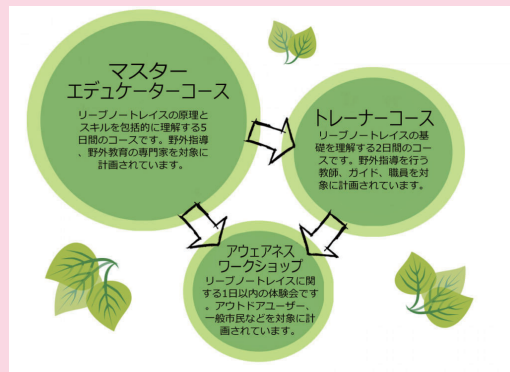 マスター
エデュケーターコース
リーブノートレイスの原理と
スキルを包括的に理解する5
日間のコースです。野外指導
、野外教育の専門家を対象に
計画されています。
トレーナーコース
リーブノートレイスの基
礎を理解する2日間のコー
スです。野外指導を行う
教師、ガイド、職員を対
象に計画されています。
アウェアネス
ワークショップ
リーブノートレイスに関
する1日以内の体験会です
。アウトドアユーザー、
一般市民などを対象に計
画されています。